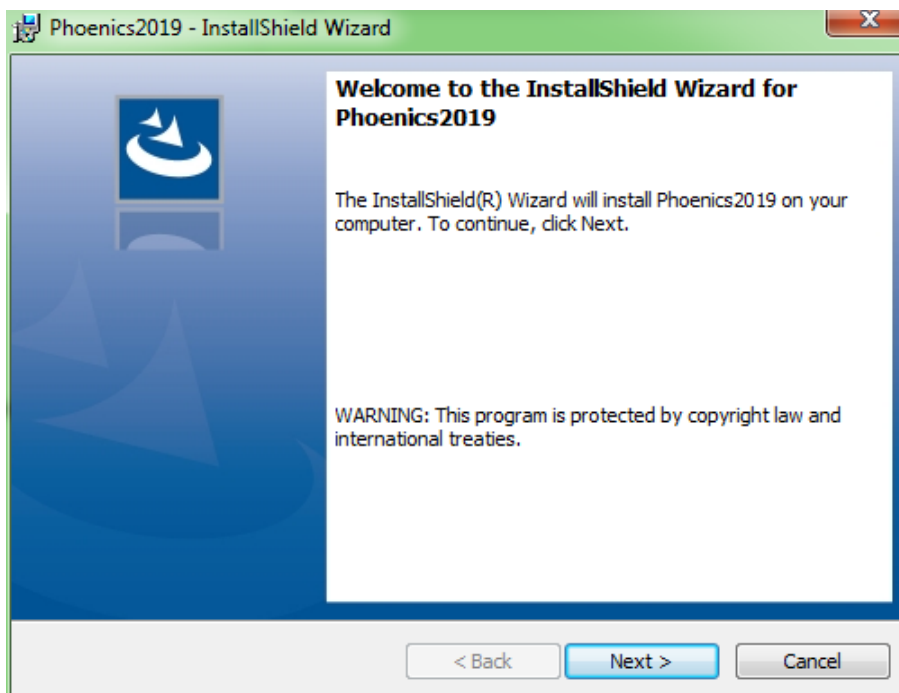 Phoenics2019 - InstallShield Wizard
Welcome to the InstallShield Wizard for
Phoenics2019
The InstallShield(R) Wizard will install Phoenics2019 on your
computer. To continue, click Next.
WARNING: This program is protected by copyright law and
international treaties.
< Back
Next >
Cancel